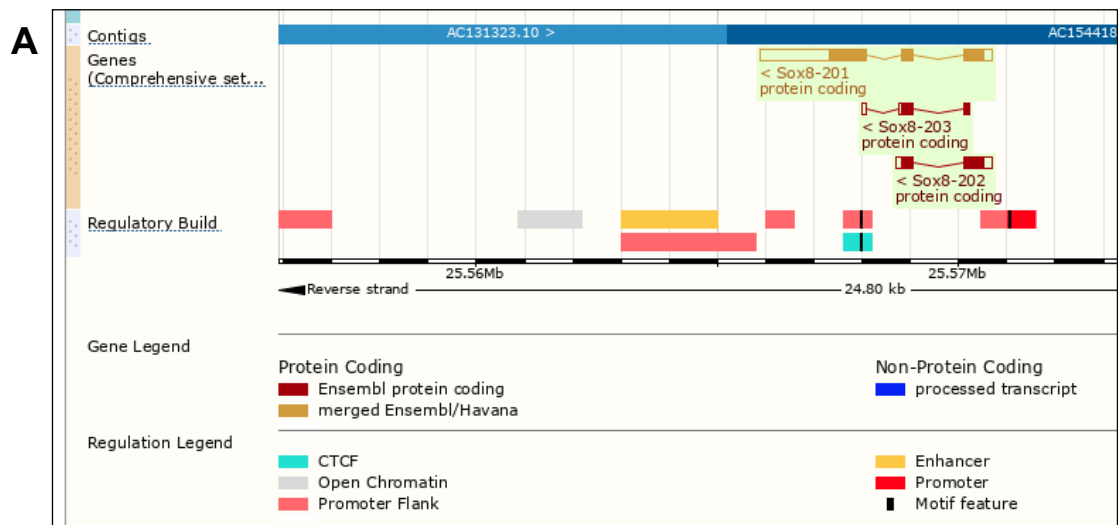 A
Contigs
AC131323.10 >
AC154418
Genes
(Comprehensive set...
< Sox8-201
protein coding
< Sox8-203
protein coding
< Sox8-202
protein coding
Regulatory Build
25.56Mb
25.57Mb
Reverse strand
24.80 kb
Gene Legend
Protein Coding
Non-Protein Coding
Ensembl protein coding
processed transcript
merged Ensembl/Havana
Regulation Legend
CTCF
Enhancer
Open Chromatin
Promoter
Promoter Flank
Motif feature